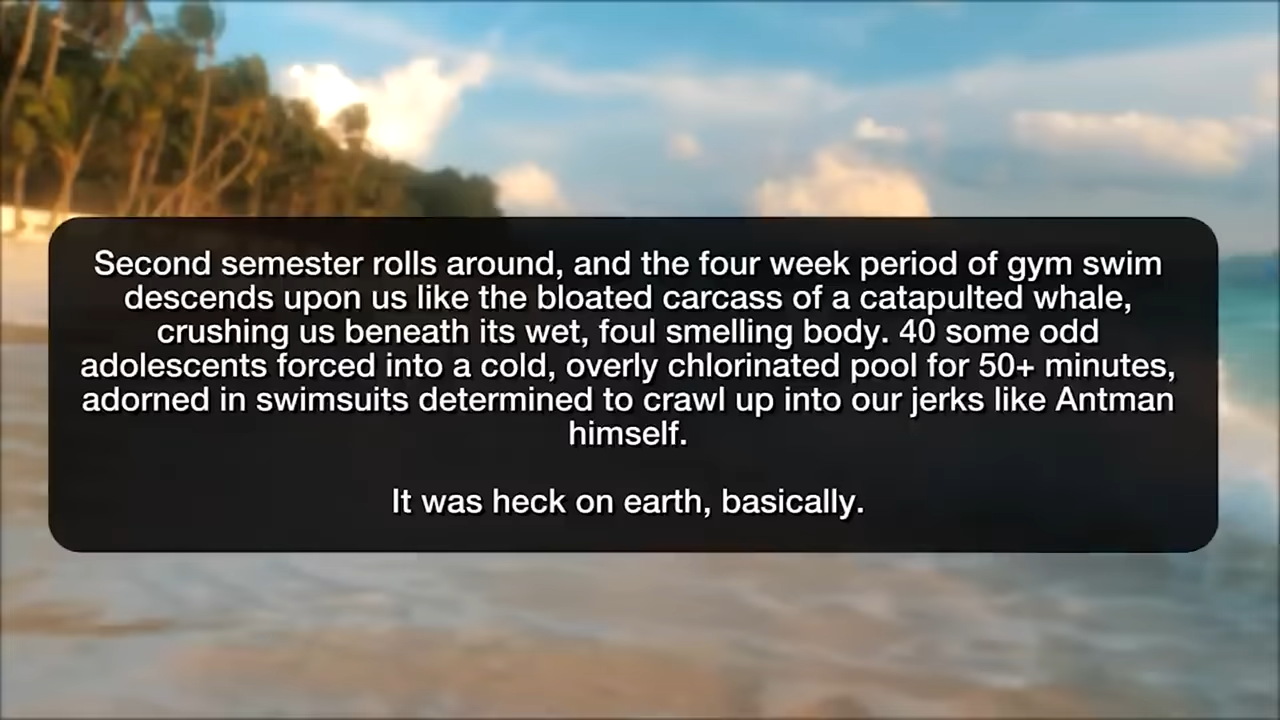 Second semester rolls around, and the four week period of gym swim
descends upon us like the bloated carcass of a catapulted whale,
crushing us beneath its wet, foul smelling body. 40 some odd
adolescents forced into a cold, overly chlorinated pool for 50+ minutes,
adorned in swimsuits determined to crawl up into our jerks like Antman
himself.
It was heck on earth, basically.